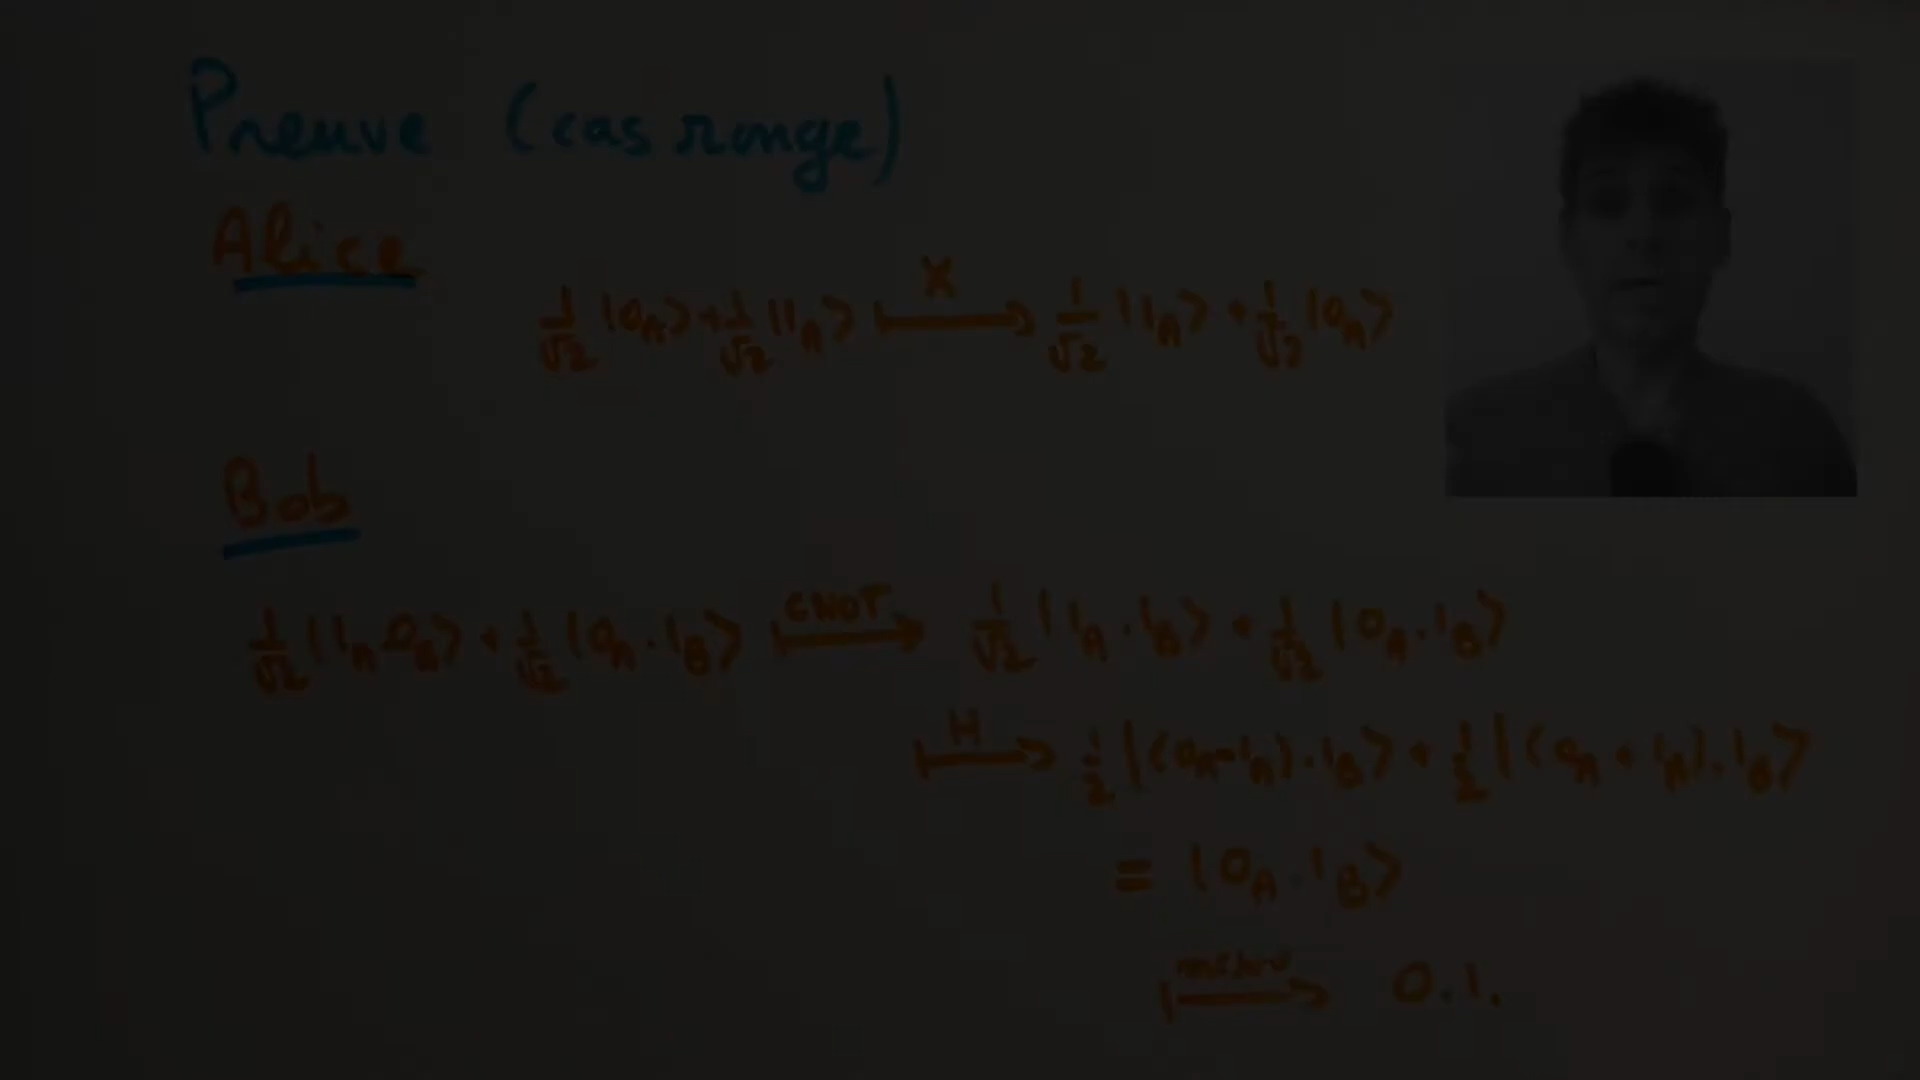 Preuve (cas rouge)
Alice
1/√2 |0_A⟩ + 1/√2 |1_A⟩ ⟼^X 1/√2 |1_A⟩ + 1/√2 |0_A⟩
Bob
1/√2 |1_A.0_B⟩ + 1/√2 |0_A.1_B⟩ ⟼^CNOT 1/√2 |1_A.1_B⟩ + 1/√2 |0_A.1_B⟩
⟼^H 1/2 |(0_A-1_A).1_B⟩ + 1/2 |(0_A+1_A).1_B⟩
= |0_A.1_B⟩
⟼^mesure 0.1.